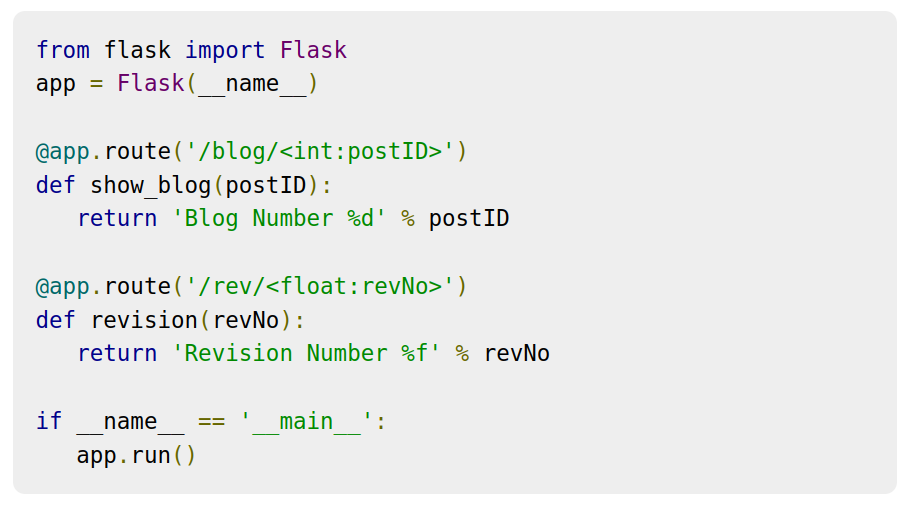 from flask import Flask
app = Flask(__name__)

@app.route('/blog/<int:postID>')
def show_blog(postID):
   return 'Blog Number %d' % postID

@app.route('/rev/<float:revNo>')
def revision(revNo):
   return 'Revision Number %f' % revNo

if __name__ == '__main__':
   app.run()